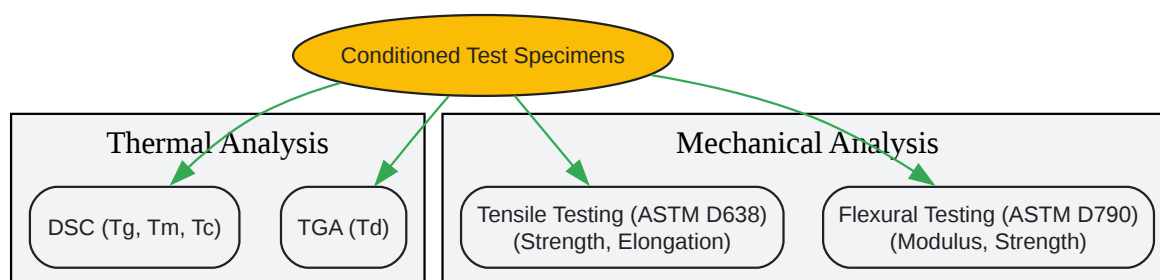 Conditioned Test Specimens
Thermal Analysis
Mechanical Analysis
DSC (Tg, Tm, Tc)
TGA (Td)
Tensile Testing (ASTM D638)
(Strength, Elongation)
Flexural Testing (ASTM D790)
(Modulus, Strength)